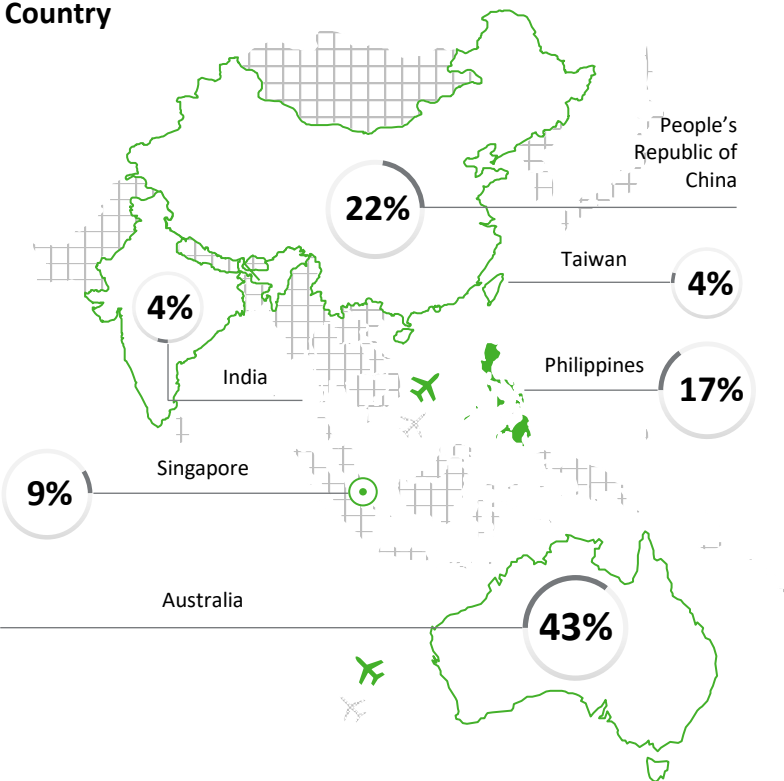 Country
People’s
Republic of
China
22%
Taiwan
4%
4%
India
Philippines
17%
Singapore
9%
Australia
43%